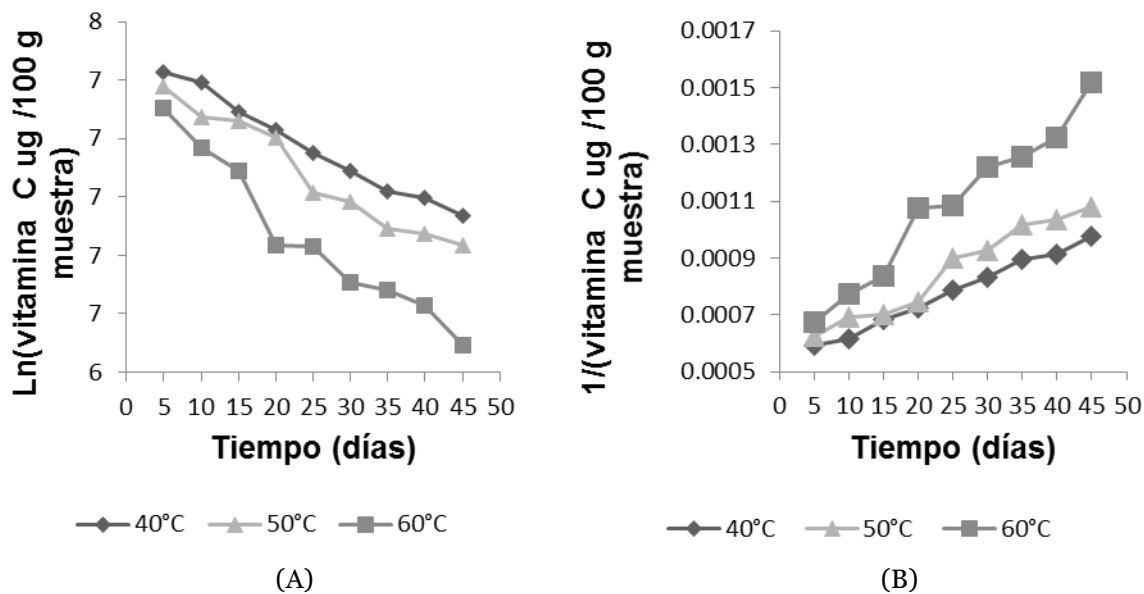 Ln(vitamina C ug /100 g
muestra)
8
7
7
7
7
7
6
0 5 10 15 20 25 30 35 40 45 50
Tiempo (días)
40°C 50°C 60°C
(A)
1/(vitamina C ug /100 g
muestra)
0.0017
0.0015
0.0013
0.0011
0.0009
0.0007
0.0005
0 5 10 15 20 25 30 35 40 45 50
Tiempo (días)
40°C 50°C 60°C
(B)